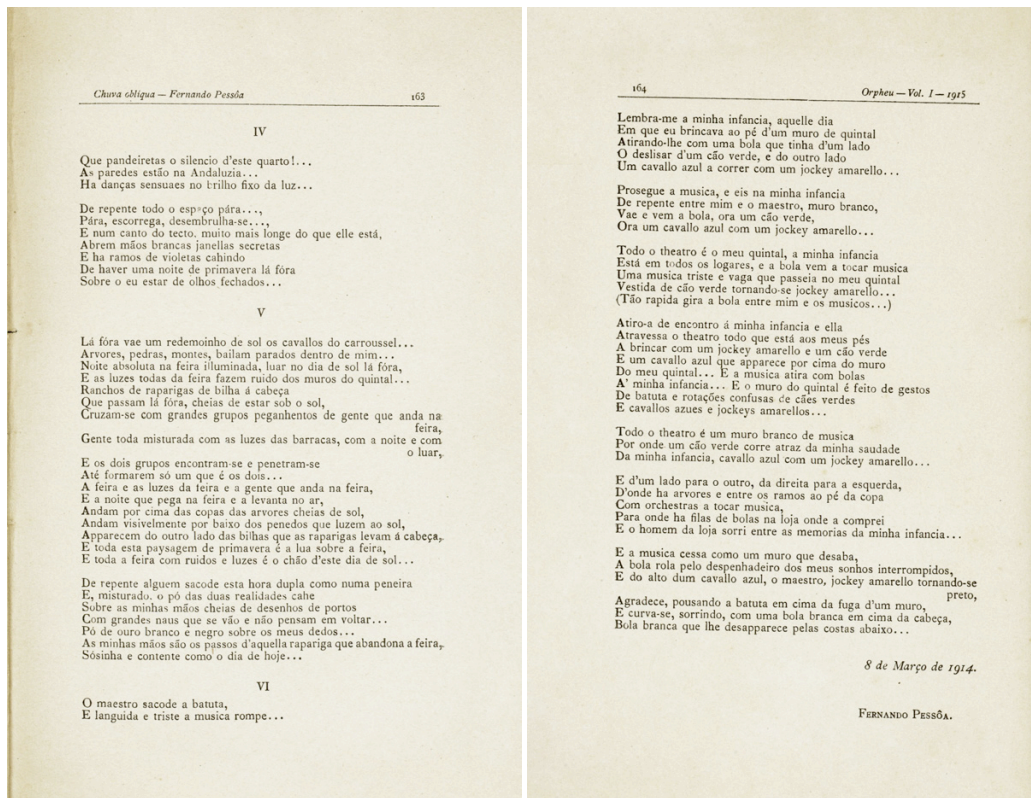 Chuva obliqua — Fernando Pessôa 163
IV
Que pandeiretas o silencio d'este quarto!...
As paredes estão na Andaluzia...
Ha danças sensuaes no brilho fixo da luz...
De repente todo o espaço pára...,
Pára, escorrega, desembrulha-se...,
E num canto do tecto. muito mais longe do que elle está,
Abrem mãos brancas janellas secretas
E ha ramos de violetas cahindo
De haver uma noite de primavera lá fóra
Sobre o eu estar de olhos fechados...
V
Lá fóra vae um redemoinho de sol os cavallos do carroussel...
Arvores, pedras, montes, bailam parados dentro de mim...
Noite absoluta na feira illuminada, luar no dia de sol lá fóra,
E as luzes todas da feira fazem ruido dos muros do quintal...
Ranchos de raparigas de bilha á cabeça
Que passam lá fóra, cheias de estar sob o sol,
Cruzam-se com grandes grupos peganhentos de gente que anda na
feira,
Gente toda misturada com as luzes das barracas, com a noite e com
o luar,
E os dois grupos encontram-se e penetram-se
Até formarem só um que é os dois...
A feira e as luzes da feira e a gente que anda na feira,
E a noite que pega na feira e a levanta no ar,
Andam por cima das copas das arvores cheias de sol,
Andam visivelmente por baixo dos penedos que luzem ao sol,
Apparecem do outro lado das bilhas que as raparigas levam á cabeça,
E toda esta paysagem de primavera é a lua sobre a feira,
E toda a feira com ruidos e luzes é o chão d'este dia de sol...
De repente alguem sacode esta hora dupla como numa peneira
E, misturado. o pó das duas realidades cahe
Sobre as minhas mãos cheias de desenhos de portos
Com grandes naus que se vão e não pensam em voltar...
Pó de ouro branco e negro sobre os meus dedos...
As minhas mãos são os passos d'aquella rapariga que abandona a feira,
Sósinha e contente como o dia de hoje...
VI
O maestro sacode a batuta,
E languida e triste a musica rompe...
164 Orpheu — Vol. I — 1915
Lembra-me a minha infancia, aquelle dia
Em que eu brincava ao pé d'um muro de quintal
Atirando-lhe com uma bola que tinha d'um lado
O deslisar d'um cão verde, e do outro lado
Um cavallo azul a correr com um jockey amarello...
Prosegue a musica, e eis na minha infancia
De repente entre mim e o maestro, muro branco,
Vae e vem a bola, ora um cão verde,
Ora um cavallo azul com um jockey amarello...
Todo o theatro é o meu quintal, a minha infancia
Está em todos os logares, e a bola vem a tocar musica
Uma musica triste e vaga que passeia no meu quintal
Vestida de cão verde tornando-se jockey amarello...
(Tão rapida gira a bola entre mim e os musicos...)
Atiro-a de encontro á minha infancia e ella
Atravessa o theatro todo que está aos meus pés
A brincar com um jockey amarello e um cão verde
E um cavallo azul que apparece por cima do muro
Do meu quintal... E a musica atira com bolas
A' minha infancia... E o muro do quintal é feito de gestos
De batuta e rotações confusas de cães verdes
E cavallos azues e jockeys amarellos...
Todo o theatro é um muro branco de musica
Por onde um cão verde corre atraz da minha saudade
Da minha infancia, cavallo azul com um jockey amarello...
E d'um lado para o outro, da direita para a esquerda,
D'onde ha arvores e entre os ramos ao pé da copa
Com orchestras a tocar musica,
Para onde ha filas de bolas na loja onde a comprei
E o homem da loja sorri entre as memorias da minha infancia...
E a musica cessa como um muro que desaba,
A bola rola pelo despenhadeiro dos meus sonhos interrompidos,
E do alto dum cavallo azul, o maestro, jockey amarello tornando-se
preto,
Agradece, pousando a batuta em cima da fuga d'um muro,
E curva-se, sorrindo, com uma bola branca em cima da cabeça,
Bola branca que lhe desapparece pelas costas abaixo...
8 de Março de 1914.
FERNANDO PESSÔA.